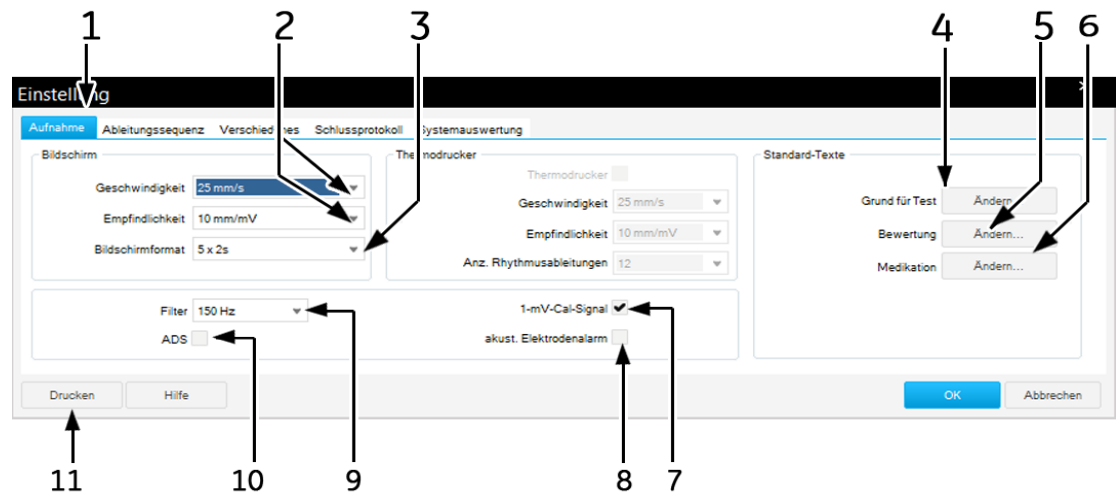 1 2 3 4 5 6
Einstellung
Aufnahme Ableitungssequenz Verschiedenes Schlussprotokoll Systemauswertung
Bildschirm
Geschwindigkeit 25 mm/s
Empfindlichkeit 10 mm/mV
Bildschirmformat 5 x 2s
Thermodrucker
Thermodrucker
Geschwindigkeit 25 mm/s
Empfindlichkeit 10 mm/mV
Anz. Rhythmusableitungen 12
Standard-Texte
Grund für Test Ändern...
Bewertung Ändern...
Medikation Ändern...
Filter 150 Hz
ADS
1-mV-Cal-Signal
akust. Elektrodenalarm
Drucken Hilfe OK Abbrechen
11 10 9 8 7